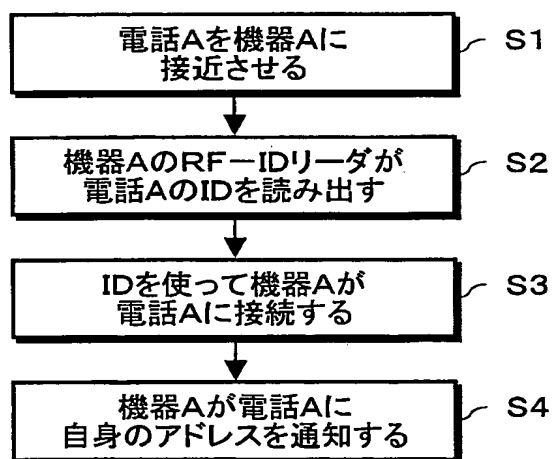 電話Aを機器Aに
接近させる
S1
機器AのRF－IDリーダが
電話AのIDを読み出す
S2
IDを使って機器Aが
電話Aに接続する
S3
機器Aが電話Aに
自身のアドレスを通知する
S4